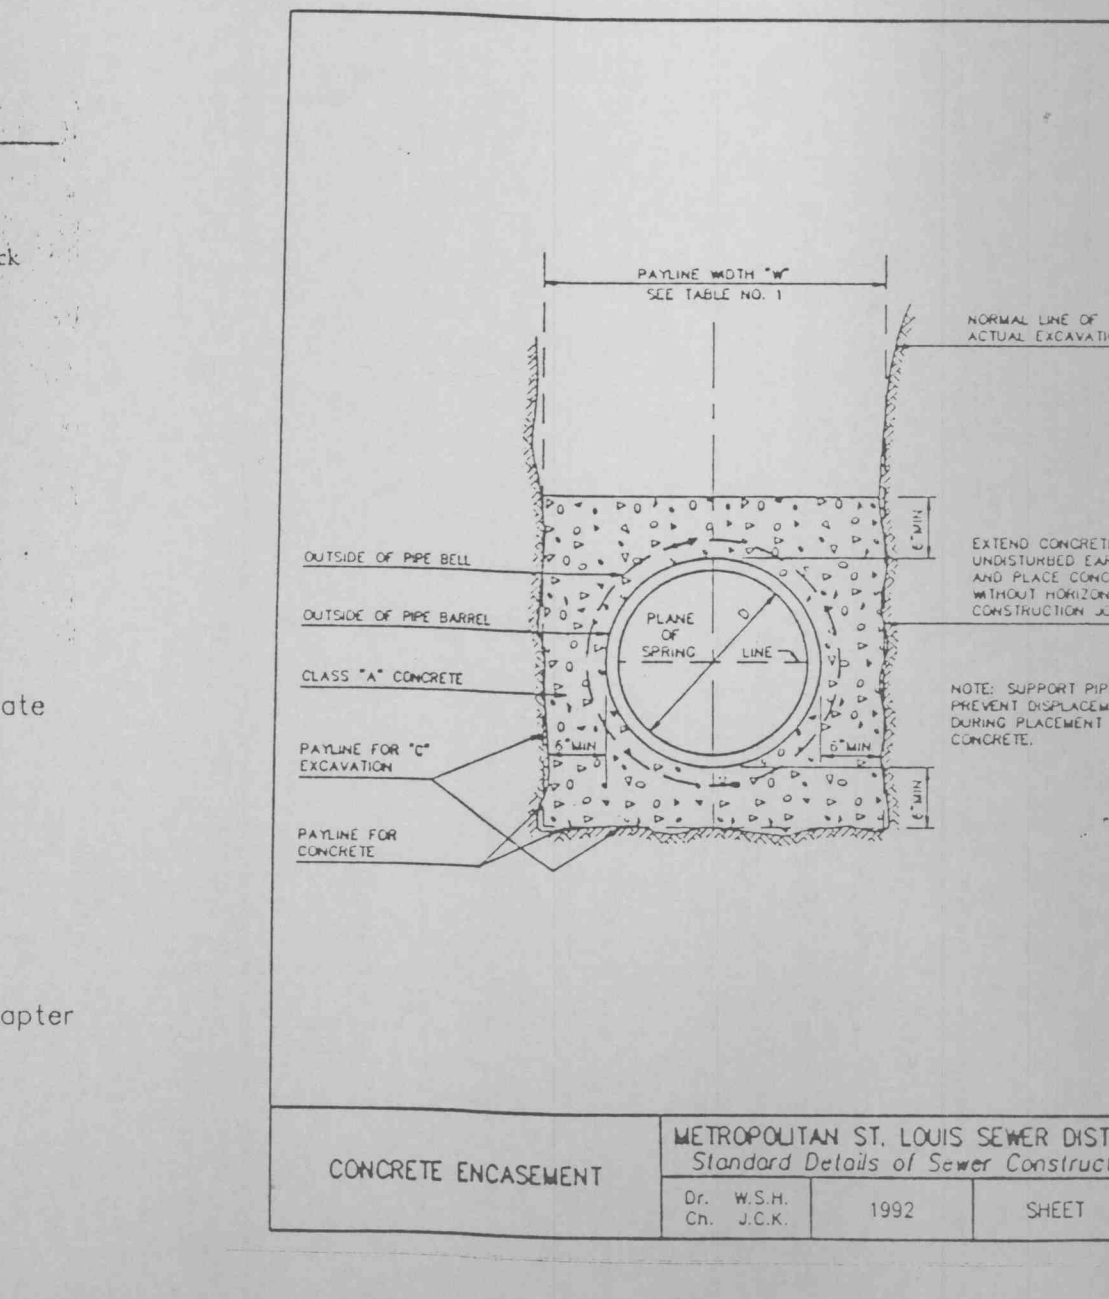 ck
ate
apter
PAYLINE WIDTH "W"
SEE TABLE NO. 1
NORMAL LINE OF
ACTUAL EXCAVATI
6" MIN
OUTSIDE OF PIPE BELL
OUTSIDE OF PIPE BARREL
CLASS "A" CONCRETE
PAYLINE FOR "C"
EXCAVATION
PAYLINE FOR
CONCRETE
D
PLANE
OF
SPRING LINE
6" MIN
6" MIN
6" MIN
EXTEND CONCRET
UNDISTURBED EAR
AND PLACE CONC
WITHOUT HORIZON
CONSTRUCTION JO
NOTE: SUPPORT PIP
PREVENT DISPLACEM
DURING PLACEMENT
CONCRETE.
CONCRETE ENCASEMENT
METROPOLITAN ST. LOUIS SEWER DIST
Standard Details of Sewer Construct
Dr. W.S.H.
Ch. J.C.K.
1992
SHEET